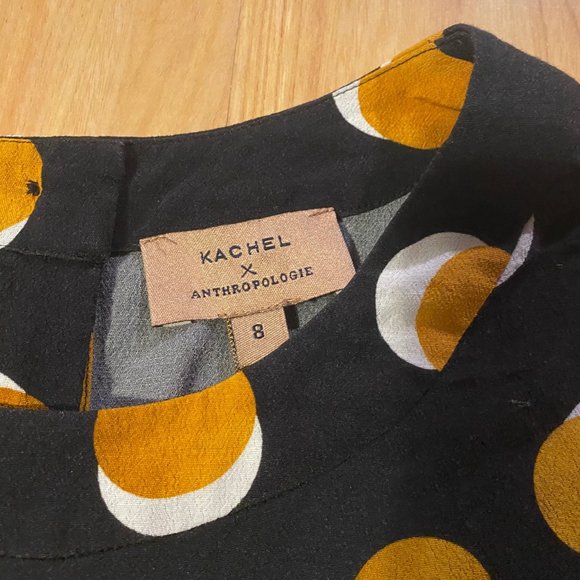 KACHEL
X
ANTHROPOLOGIE
8